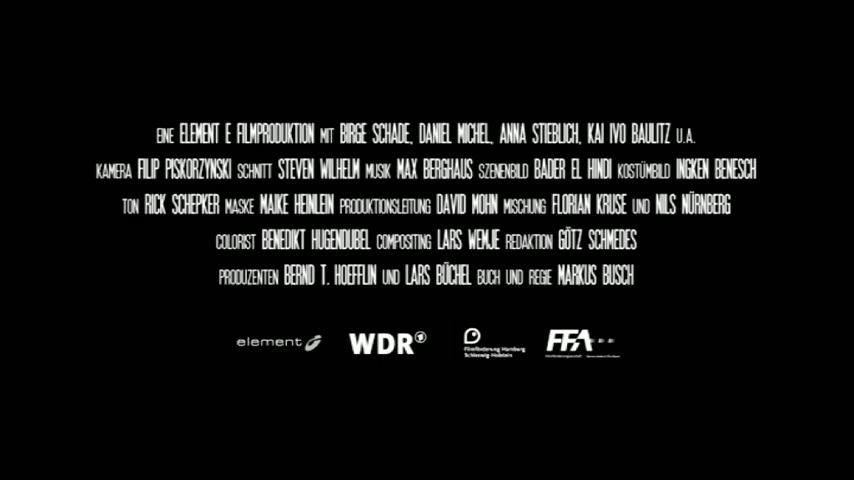 EINE ELEMENT E FILMPRODUKTION MIT BIRGE SCHADE, DANIEL MICHEL, ANNA STIEBLICH, KAI IVO BAULITZ U.A.
KAMERA FILIP PISKORZYNSKI SCHNITT STEVEN WILHELM MUSIK MAX BERGHAUS SZENENBILD BADER EL HINDI KOSTÜMBILD INGKEN BENESCH
TON RICK SCHEPKER MASKE MAIKE HEINLEIN PRODUKTIONSLEITUNG DAVID MOHN MISCHUNG FLORIAN KRUSE UND NILS NÜRNBERG
COLORIST BENEDIKT HUGENDUBEL COMPOSITING LARS WEMJE REDAKTION GÖTZ SCHMEDES
PRODUZENTEN BERND T. HOEFFLIN UND LARS BÜCHEL BUCH UND REGIE MARKUS BUSCH
element WDR FFA
Filmförderung Hamburg
Schleswig-Holstein